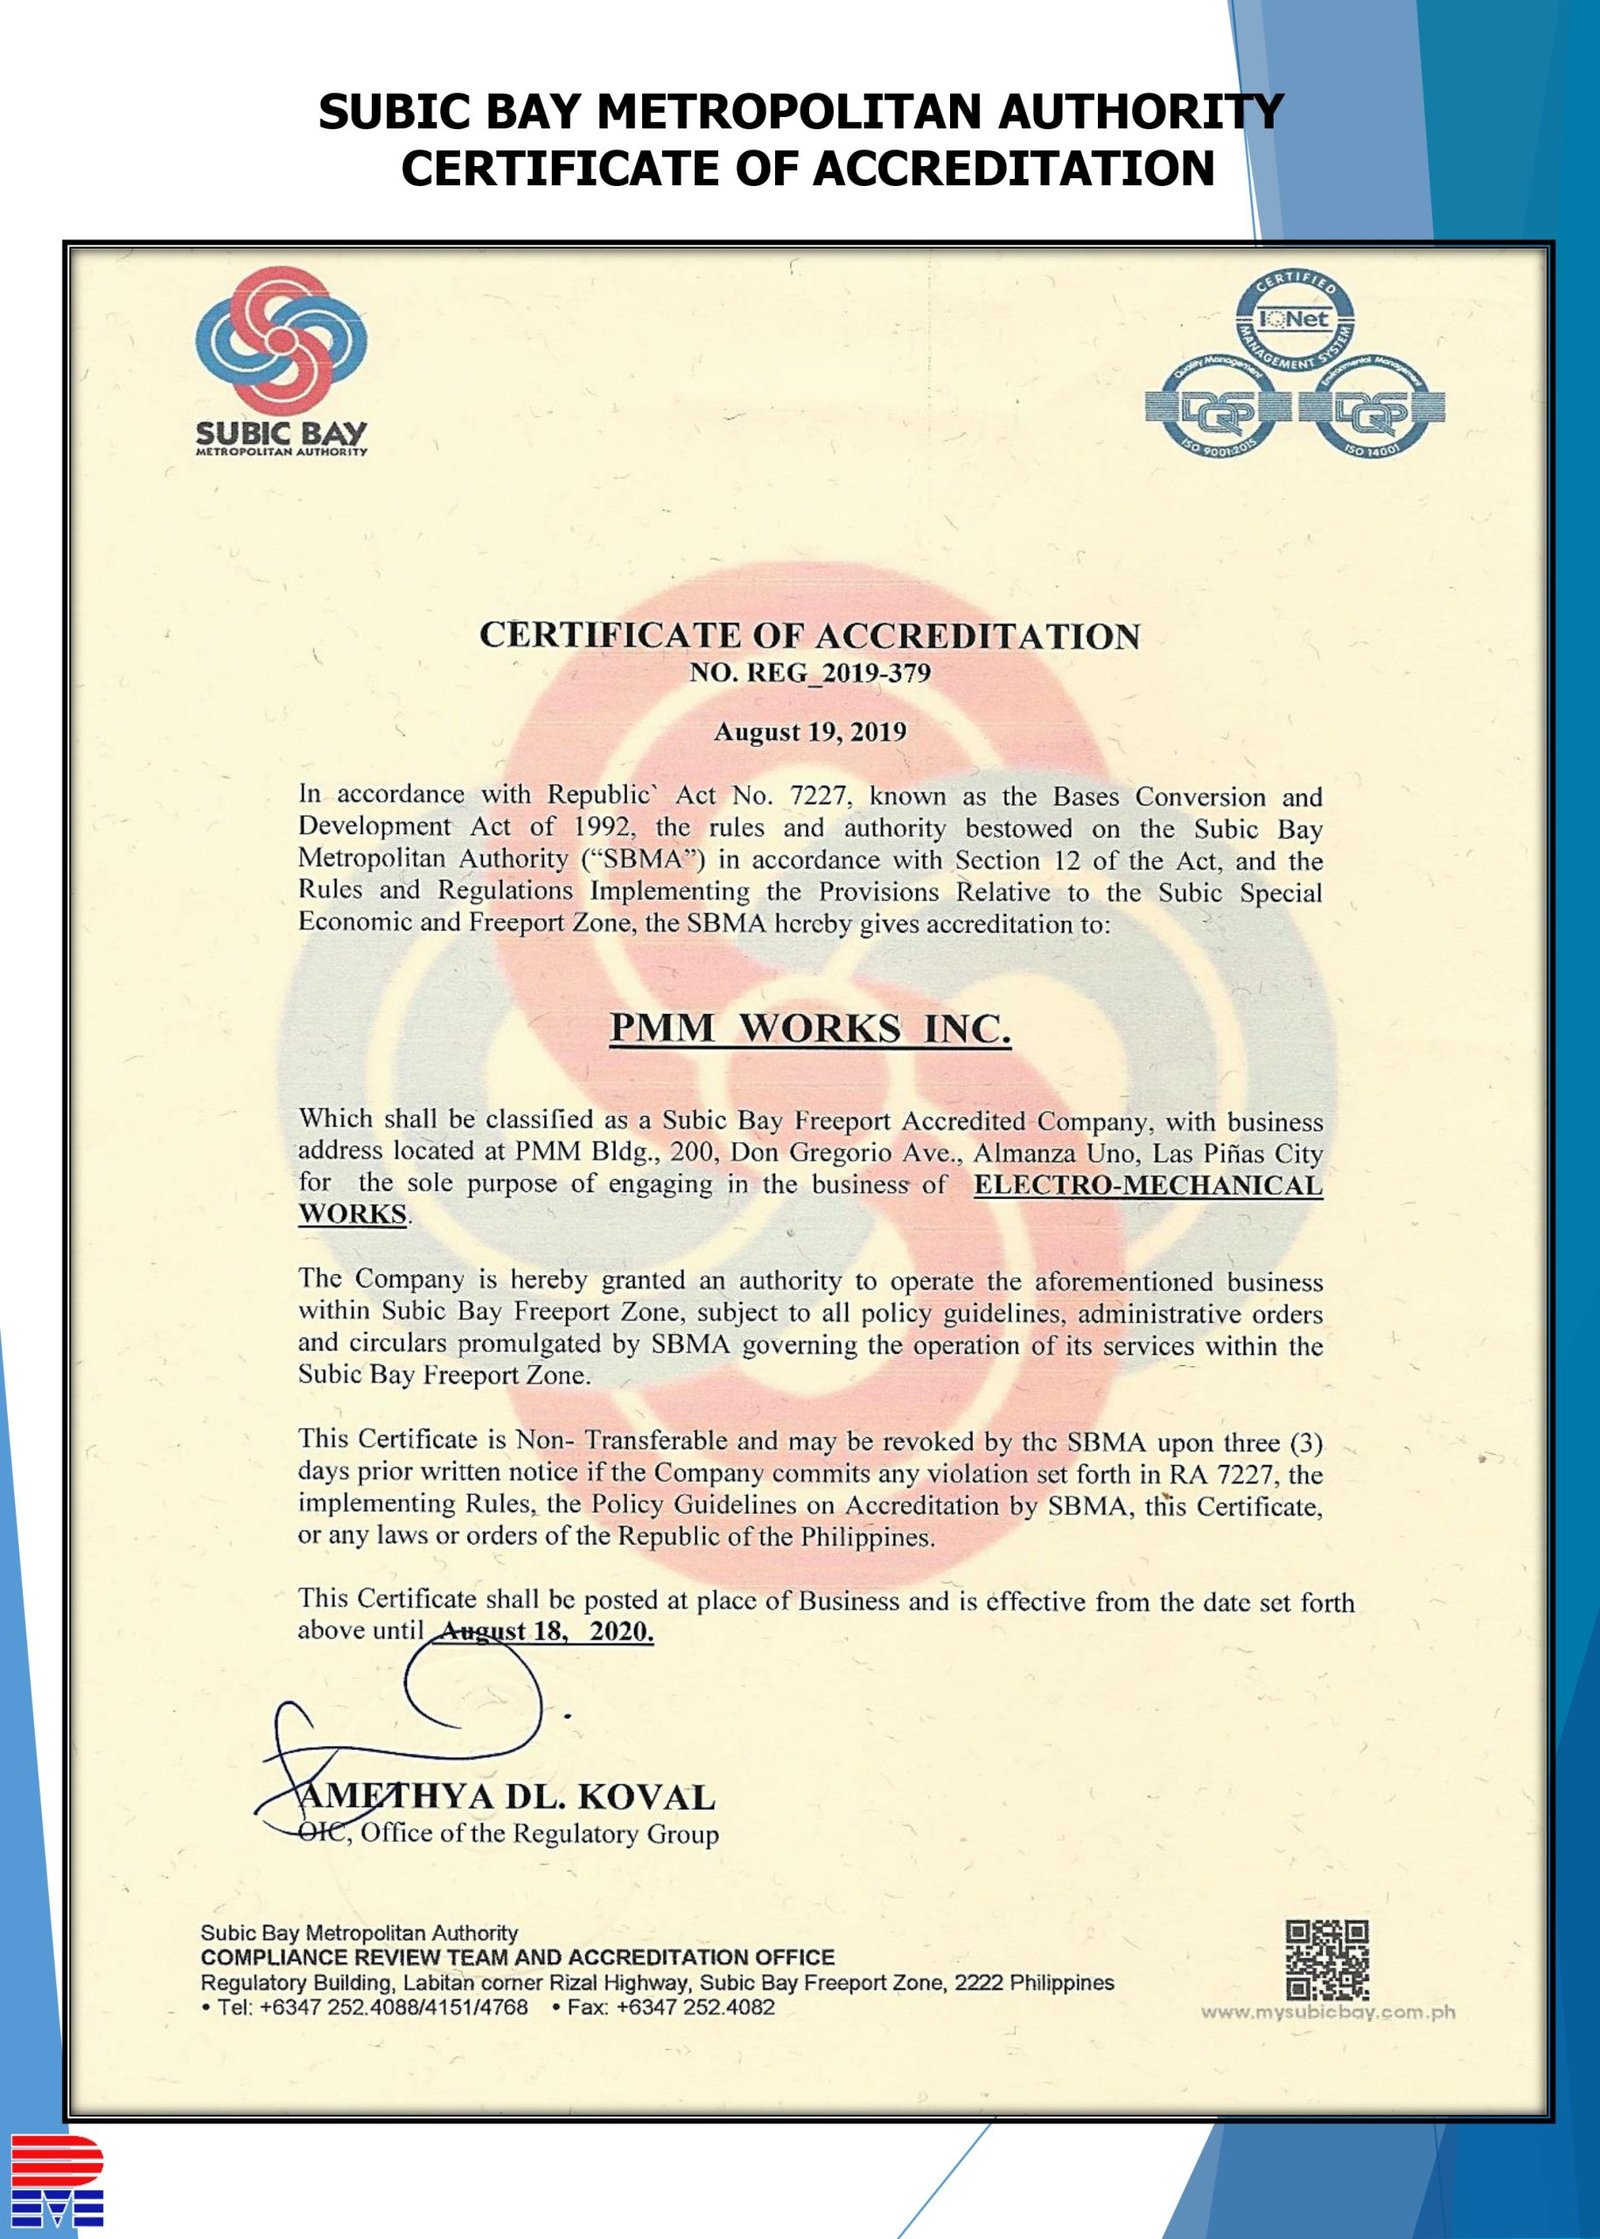 SUBIC BAY METROPOLITAN AUTHORITY
CERTIFICATE OF ACCREDITATION
SUBIC BAY
METROPOLITAN AUTHORITY
CERTIFIED
IQNet
MANAGEMENT SYSTEM
Quality Management
DQS
ISO 9001:2015
Environmental Management
DQS
ISO 14001
CERTIFICATE OF ACCREDITATION
NO. REG_2019-379
August 19, 2019
In accordance with Republic` Act No. 7227, known as the Bases Conversion and
Development Act of 1992, the rules and authority bestowed on the Subic Bay
Metropolitan Authority (“SBMA”) in accordance with Section 12 of the Act, and the
Rules and Regulations Implementing the Provisions Relative to the Subic Special
Economic and Freeport Zone, the SBMA hereby gives accreditation to:
PMM WORKS INC.
Which shall be classified as a Subic Bay Freeport Accredited Company, with business
address located at PMM Bldg., 200, Don Gregorio Ave., Almanza Uno, Las Piñas City
for the sole purpose of engaging in the business of ELECTRO-MECHANICAL
WORKS.
The Company is hereby granted an authority to operate the aforementioned business
within Subic Bay Freeport Zone, subject to all policy guidelines, administrative orders
and circulars promulgated by SBMA governing the operation of its services within the
Subic Bay Freeport Zone.
This Certificate is Non- Transferable and may be revoked by the SBMA upon three (3)
days prior written notice if the Company commits any violation set forth in RA 7227, the
implementing Rules, the Policy Guidelines on Accreditation by SBMA, this Certificate,
or any laws or orders of the Republic of the Philippines.
This Certificate shall be posted at place of Business and is effective from the date set forth
above until August 18, 2020.
AMETHYA DL. KOVAL
OIC, Office of the Regulatory Group
Subic Bay Metropolitan Authority
COMPLIANCE REVIEW TEAM AND ACCREDITATION OFFICE
Regulatory Building, Labitan corner Rizal Highway, Subic Bay Freeport Zone, 2222 Philippines
• Tel: +6347 252.4088/4151/4768 • Fax: +6347 252.4082
www.mysubicbay.com.ph
PM